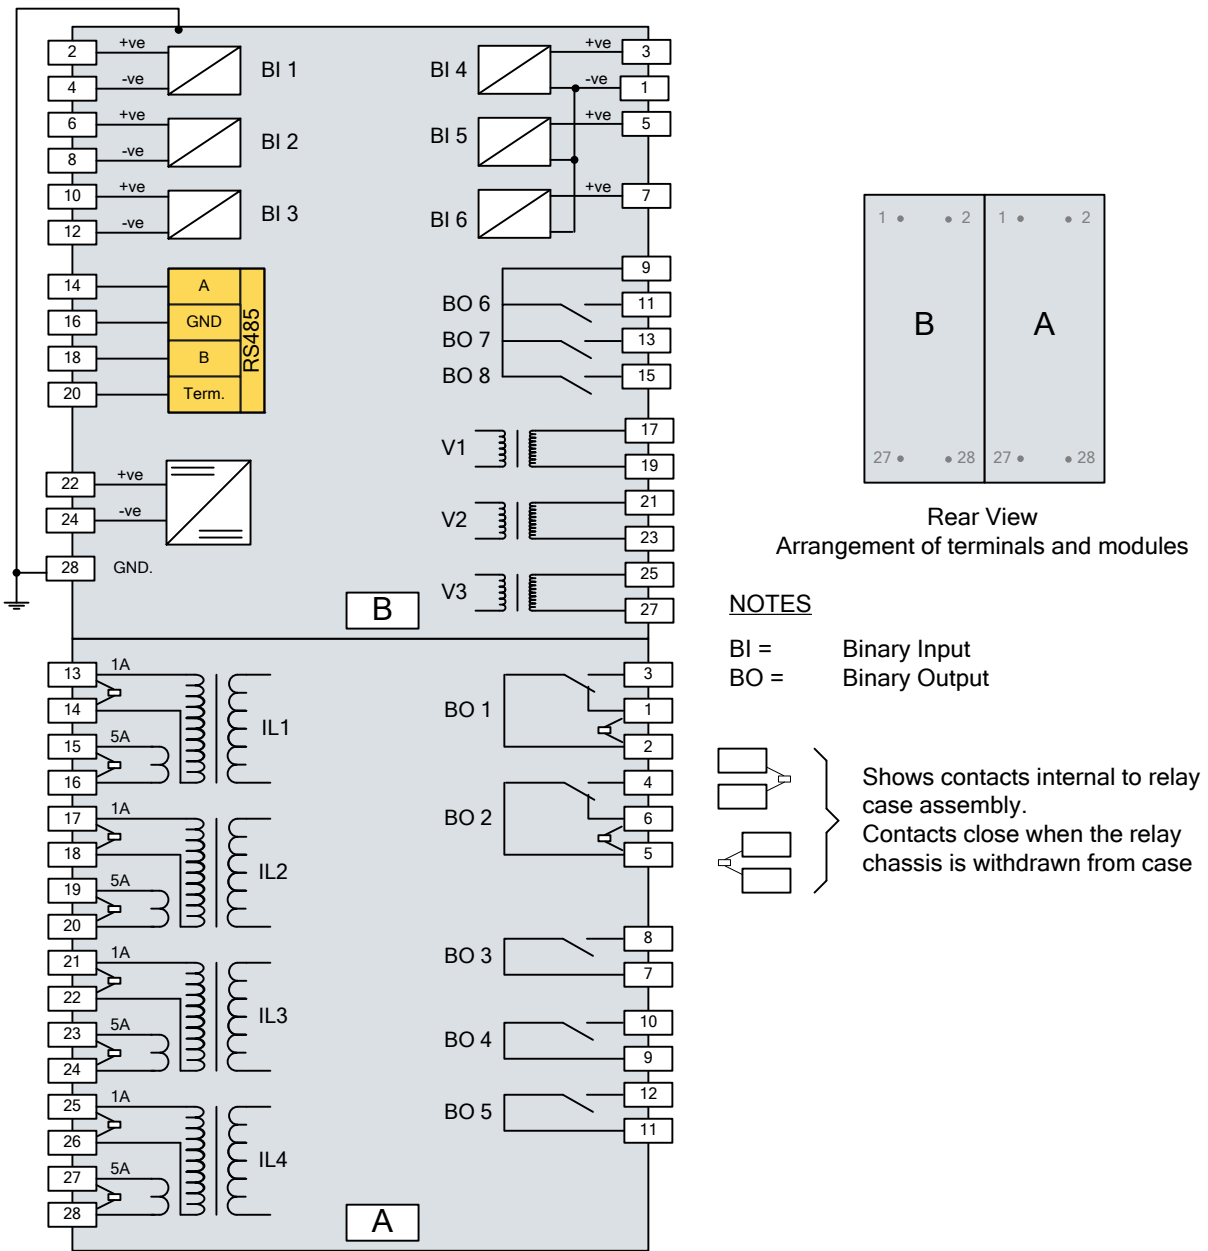 2 +ve BI 1
4 -ve
6 +ve BI 2
8 -ve
10 +ve BI 3
12 -ve
14 A
16 GND
18 B
20 Term.
RS485
22 +ve
24 -ve
28 GND.
BI 4 +ve 3
-ve 1
BI 5 +ve 5
BI 6 +ve 7
9
BO 6 11
BO 7 13
BO 8 15
V1 17
19
V2 21
23
V3 25
27
B
13 1A IL1
14
15 5A
16
17 1A IL2
18
19 5A
20
21 1A IL3
22
23 5A
24
25 1A IL4
26
27 5A
28
BO 1 3
1
2
BO 2 4
6
5
BO 3 8
7
BO 4 10
9
BO 5 12
11
A
1 2 1 2
B A
27 28 27 28
Rear View
Arrangement of terminals and modules
NOTES
BI = Binary Input
BO = Binary Output
Shows contacts internal to relay
case assembly.
Contacts close when the relay
chassis is withdrawn from case